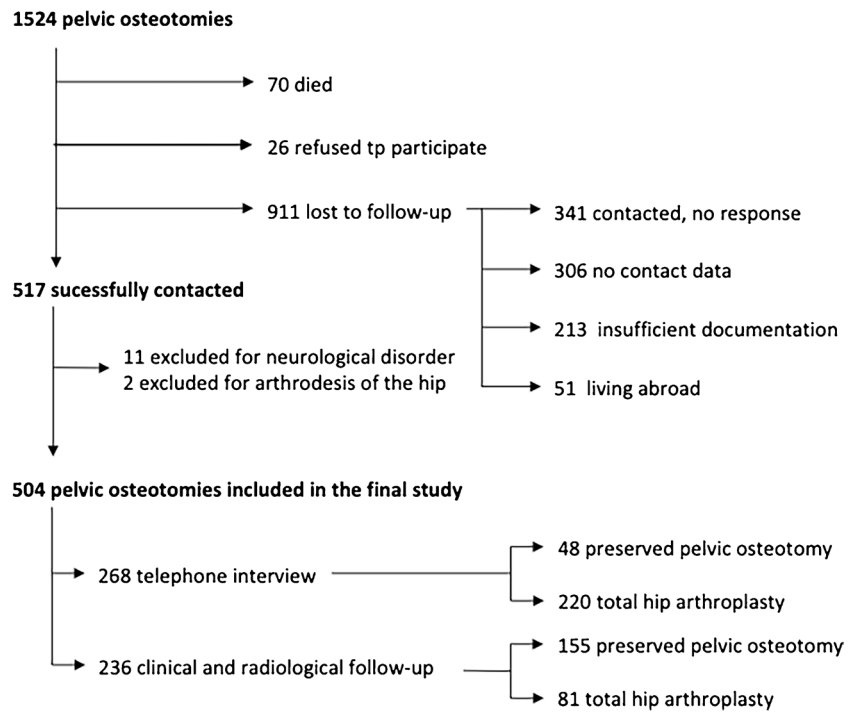 1524 pelvic osteotomies
70 died
26 refused tp participate
911 lost to follow-up
341 contacted, no response
306 no contact data
213 insufficient documentation
51 living abroad
517 sucessfully contacted
11 excluded for neurological disorder
2 excluded for arthrodesis of the hip
504 pelvic osteotomies included in the final study
268 telephone interview
48 preserved pelvic osteotomy
220 total hip arthroplasty
236 clinical and radiological follow-up
155 preserved pelvic osteotomy
81 total hip arthroplasty